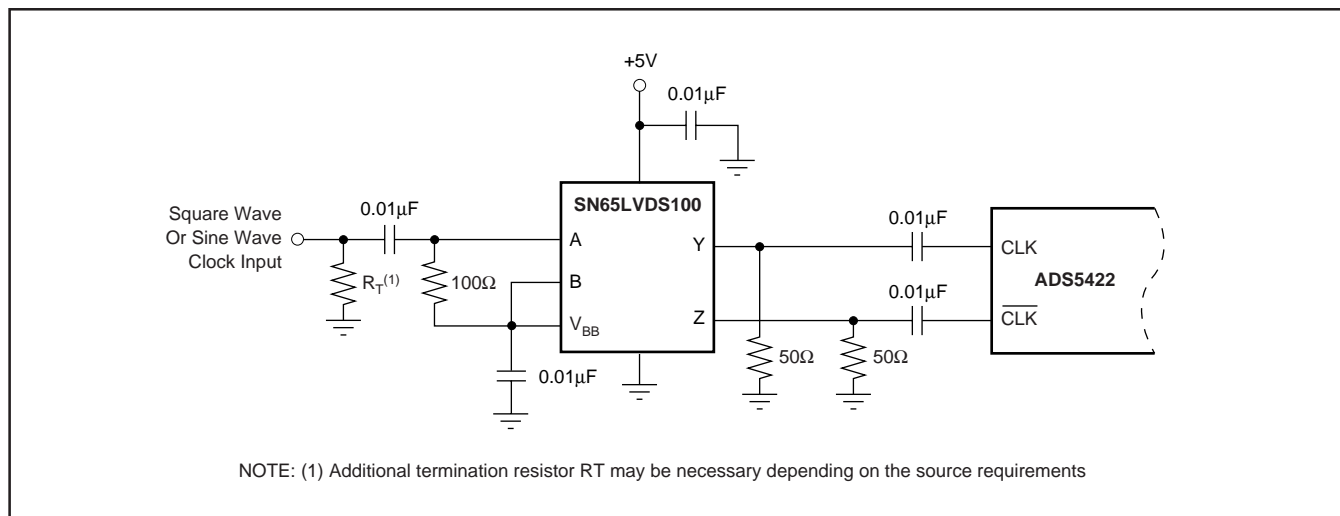 +5V
0.01µF
SN65LVDS100
Square Wave
Or Sine Wave
Clock Input
0.01µF
R_T(1)
100Ω
A
B
V_BB
0.01µF
Y
Z
50Ω
50Ω
0.01µF
0.01µF
CLK
CLK
ADS5422
NOTE: (1) Additional termination resistor RT may be necessary depending on the source requirements